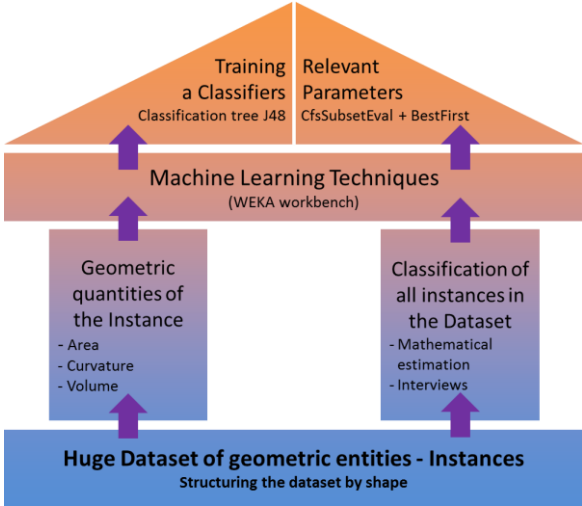 Training
a Classifiers
Classification tree J48
Relevant
Parameters
CfsSubsetEval + BestFirst
Machine Learning Techniques
(WEKA workbench)
Geometric
quantities of
the Instance
- Area
- Curvature
- Volume
Classification of
all instances in
the Dataset
- Mathematical
estimation
- Interviews
Huge Dataset of geometric entities - Instances
Structuring the dataset by shape